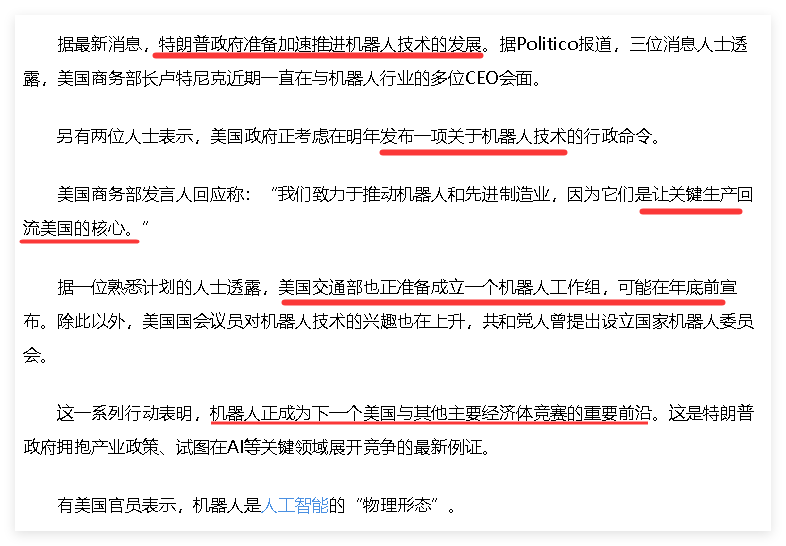 据最新消息，特朗普政府准备加速推进机器人技术的发展。据Politico报道，三位消息人士透
露，美国商务部长卢特尼克近期一直在与机器人行业的多位CEO会面。
另有两位人士表示，美国政府正考虑在明年发布一项关于机器人技术的行政命令。
美国商务部发言人回应称：“我们致力于推动机器人和先进制造业，因为它们是让关键生产回
流美国的核心。”
据一位熟悉计划的人士透露，美国交通部也正准备成立一个机器人工作组，可能在年底前宣
布。除此以外，美国国会议员对机器人技术的兴趣也在上升，共和党人曾提出设立国家机器人委员
会。
这一系列行动表明，机器人正成为下一个美国与其他主要经济体竞赛的重要前沿。这是特朗普
政府拥抱产业政策、试图在AI等关键领域展开竞争的最新例证。
有美国官员表示，机器人是人工智能的“物理形态”。